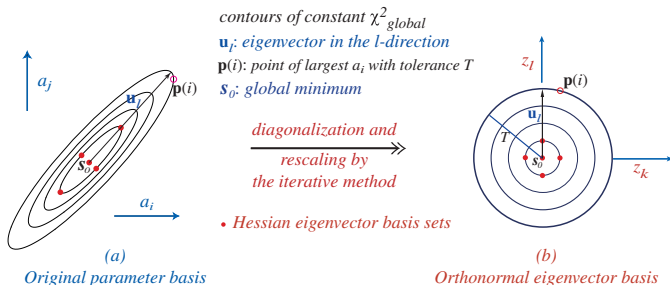 contours of constant χ²global
u_l: eigenvector in the l-direction
p(i): point of largest a_i with tolerance T
s_0: global minimum
a_j
u_l
p(i)
s_0
a_i
(a)
Original parameter basis
diagonalization and
rescaling by
the iterative method
• Hessian eigenvector basis sets
z_l
p(i)
u_l
T
s_0
z_k
(b)
Orthonormal eigenvector basis